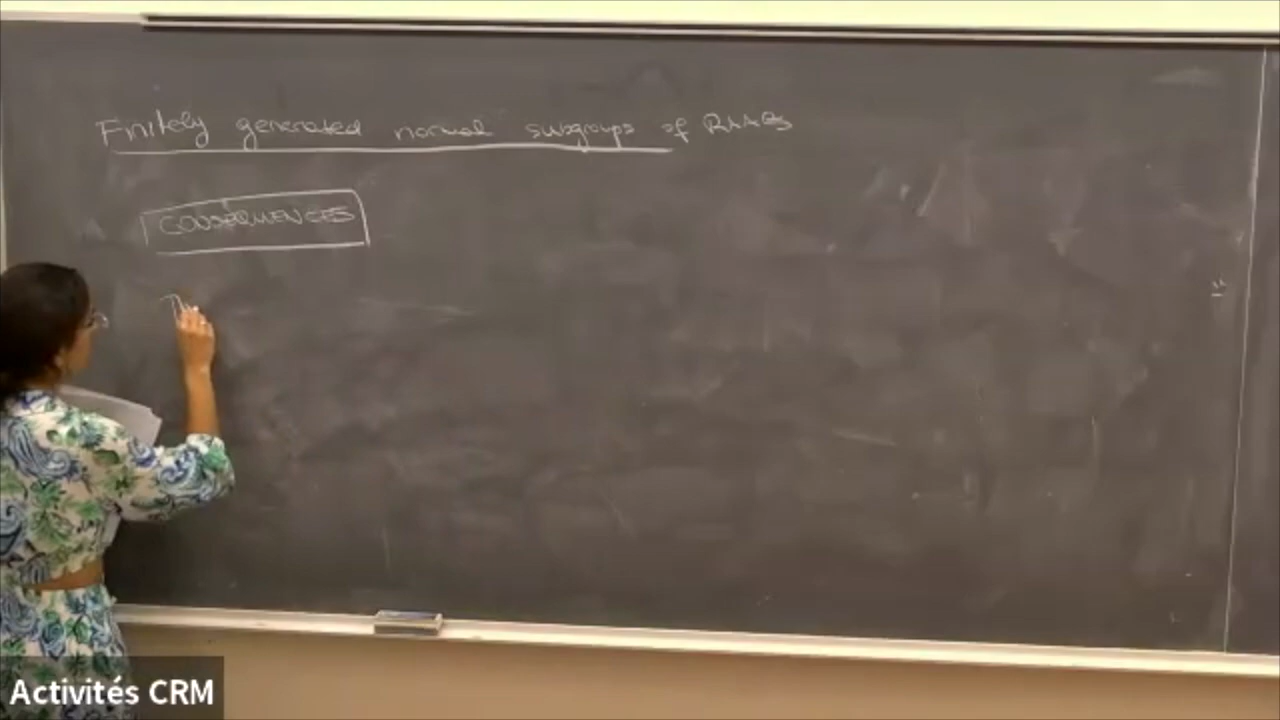 Finitely generated normal subgroups of RAAGs
CONSEQUENCES
Activités CRM